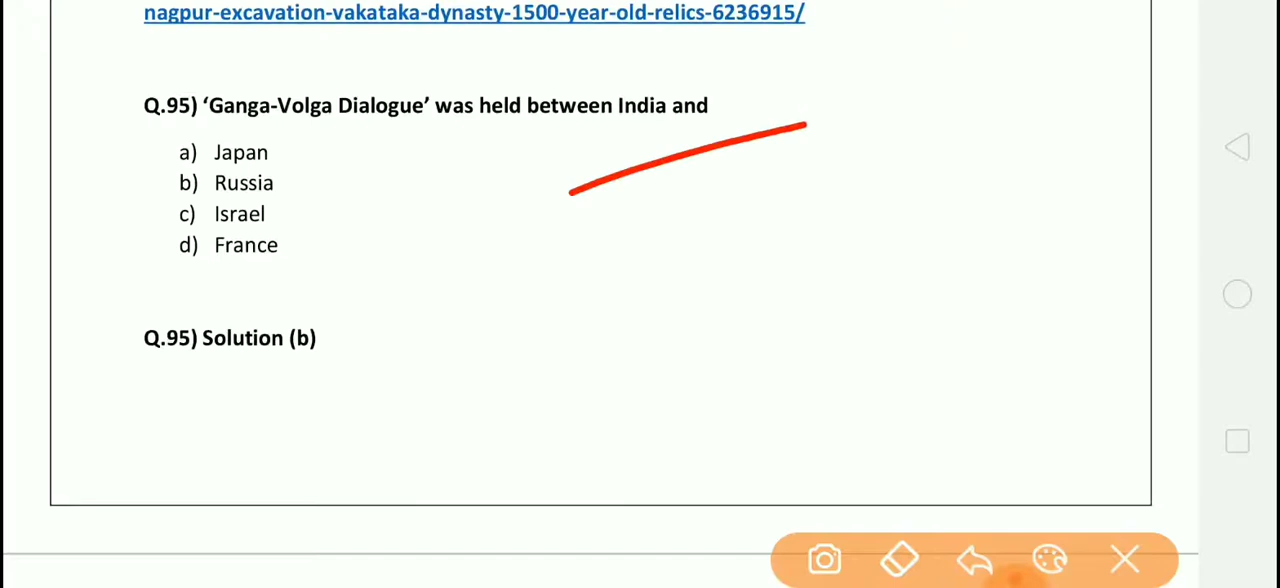 nagpur-excavation-vakataka-dynasty-1500-year-old-relics-6236915/
Q.95) ‘Ganga-Volga Dialogue’ was held between India and
a) Japan
b) Russia
c) Israel
d) France
Q.95) Solution (b)